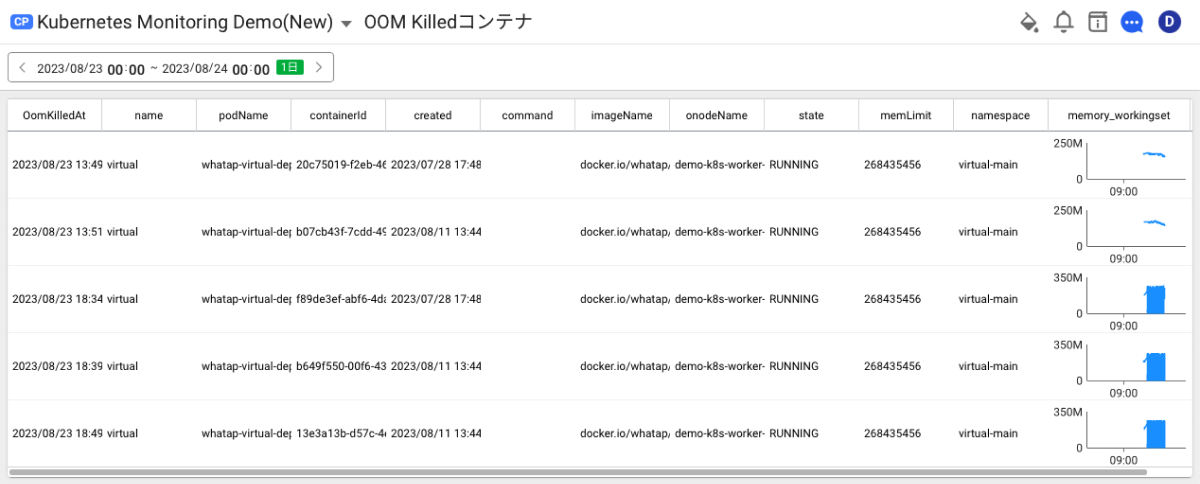 CP Kubernetes Monitoring Demo(New) OOM Killedコンテナ D
2023/08/23 00:00 ~ 2023/08/24 00:00 1日
OomKilledAt name podName containerId created command imageName onodeName state memLimit namespace memory_workingset
2023/08/23 13:49 virtual whatap-virtual-dep 20c75019-f2eb-46 2023/07/28 17:48 docker.io/whatap/ demo-k8s-worker- RUNNING 268435456 virtual-main 250M
0
09:00
2023/08/23 13:51 virtual whatap-virtual-dep b07cb43f-7cdd-49 2023/08/11 13:44 docker.io/whatap/ demo-k8s-worker- RUNNING 268435456 virtual-main 250M
0
09:00
2023/08/23 18:34 virtual whatap-virtual-dep f89de3ef-abf6-4da 2023/07/28 17:48 docker.io/whatap/ demo-k8s-worker- RUNNING 268435456 virtual-main 350M
0
09:00
2023/08/23 18:39 virtual whatap-virtual-dep b649f550-00f6-43 2023/08/11 13:44 docker.io/whatap/ demo-k8s-worker- RUNNING 268435456 virtual-main 350M
0
09:00
2023/08/23 18:49 virtual whatap-virtual-dep 13e3a13b-d57c-4e 2023/08/11 13:44 docker.io/whatap/ demo-k8s-worker- RUNNING 268435456 virtual-main 350M
0
09:00